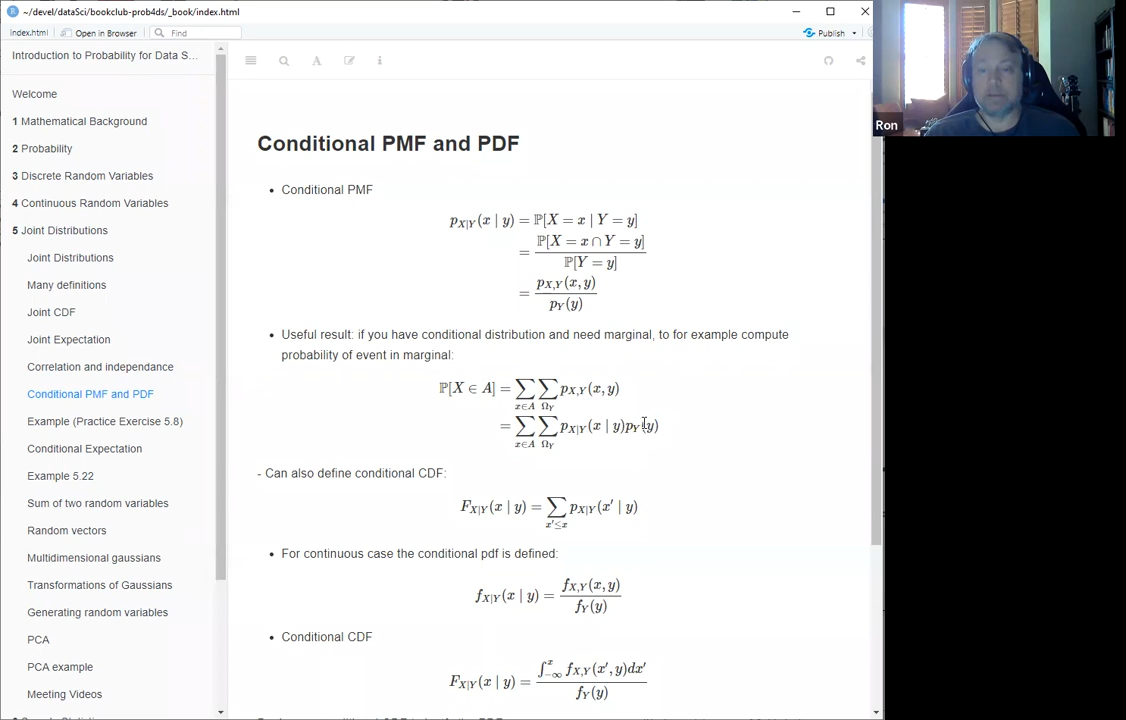 ~/devel/dataSci/bookclub-prob4ds/_book/index.html
index.html Open in Browser Find Publish
Introduction to Probability for Data S...
Welcome
1 Mathematical Background
2 Probability
3 Discrete Random Variables
4 Continuous Random Variables
5 Joint Distributions
Joint Distributions
Many definitions
Joint CDF
Joint Expectation
Correlation and independance
Conditional PMF and PDF
Example (Practice Exercise 5.8)
Conditional Expectation
Example 5.22
Sum of two random variables
Random vectors
Multidimensional gaussians
Transformations of Gaussians
Generating random variables
PCA
PCA example
Meeting Videos
Conditional PMF and PDF
• Conditional PMF
p_{X|Y}(x | y) = ℙ[X = x | Y = y]
= ℙ[X = x ∩ Y = y] / ℙ[Y = y]
= p_{X,Y}(x, y) / p_Y(y)
• Useful result: if you have conditional distribution and need marginal, to for example compute
probability of event in marginal:
ℙ[X ∈ A] = ∑_{x∈A} ∑_{Ω_Y} p_{X,Y}(x, y)
= ∑_{x∈A} ∑_{Ω_Y} p_{X|Y}(x | y)p_Y(y)
- Can also define conditional CDF:
F_{X|Y}(x | y) = ∑_{x′≤x} p_{X|Y}(x′ | y)
• For continuous case the conditional pdf is defined:
f_{X|Y}(x | y) = f_{X,Y}(x, y) / f_Y(y)
• Conditional CDF
F_{X|Y}(x | y) = ∫_{−∞}^{x} f_{X,Y}(x′, y)dx′ / f_Y(y)
Ron